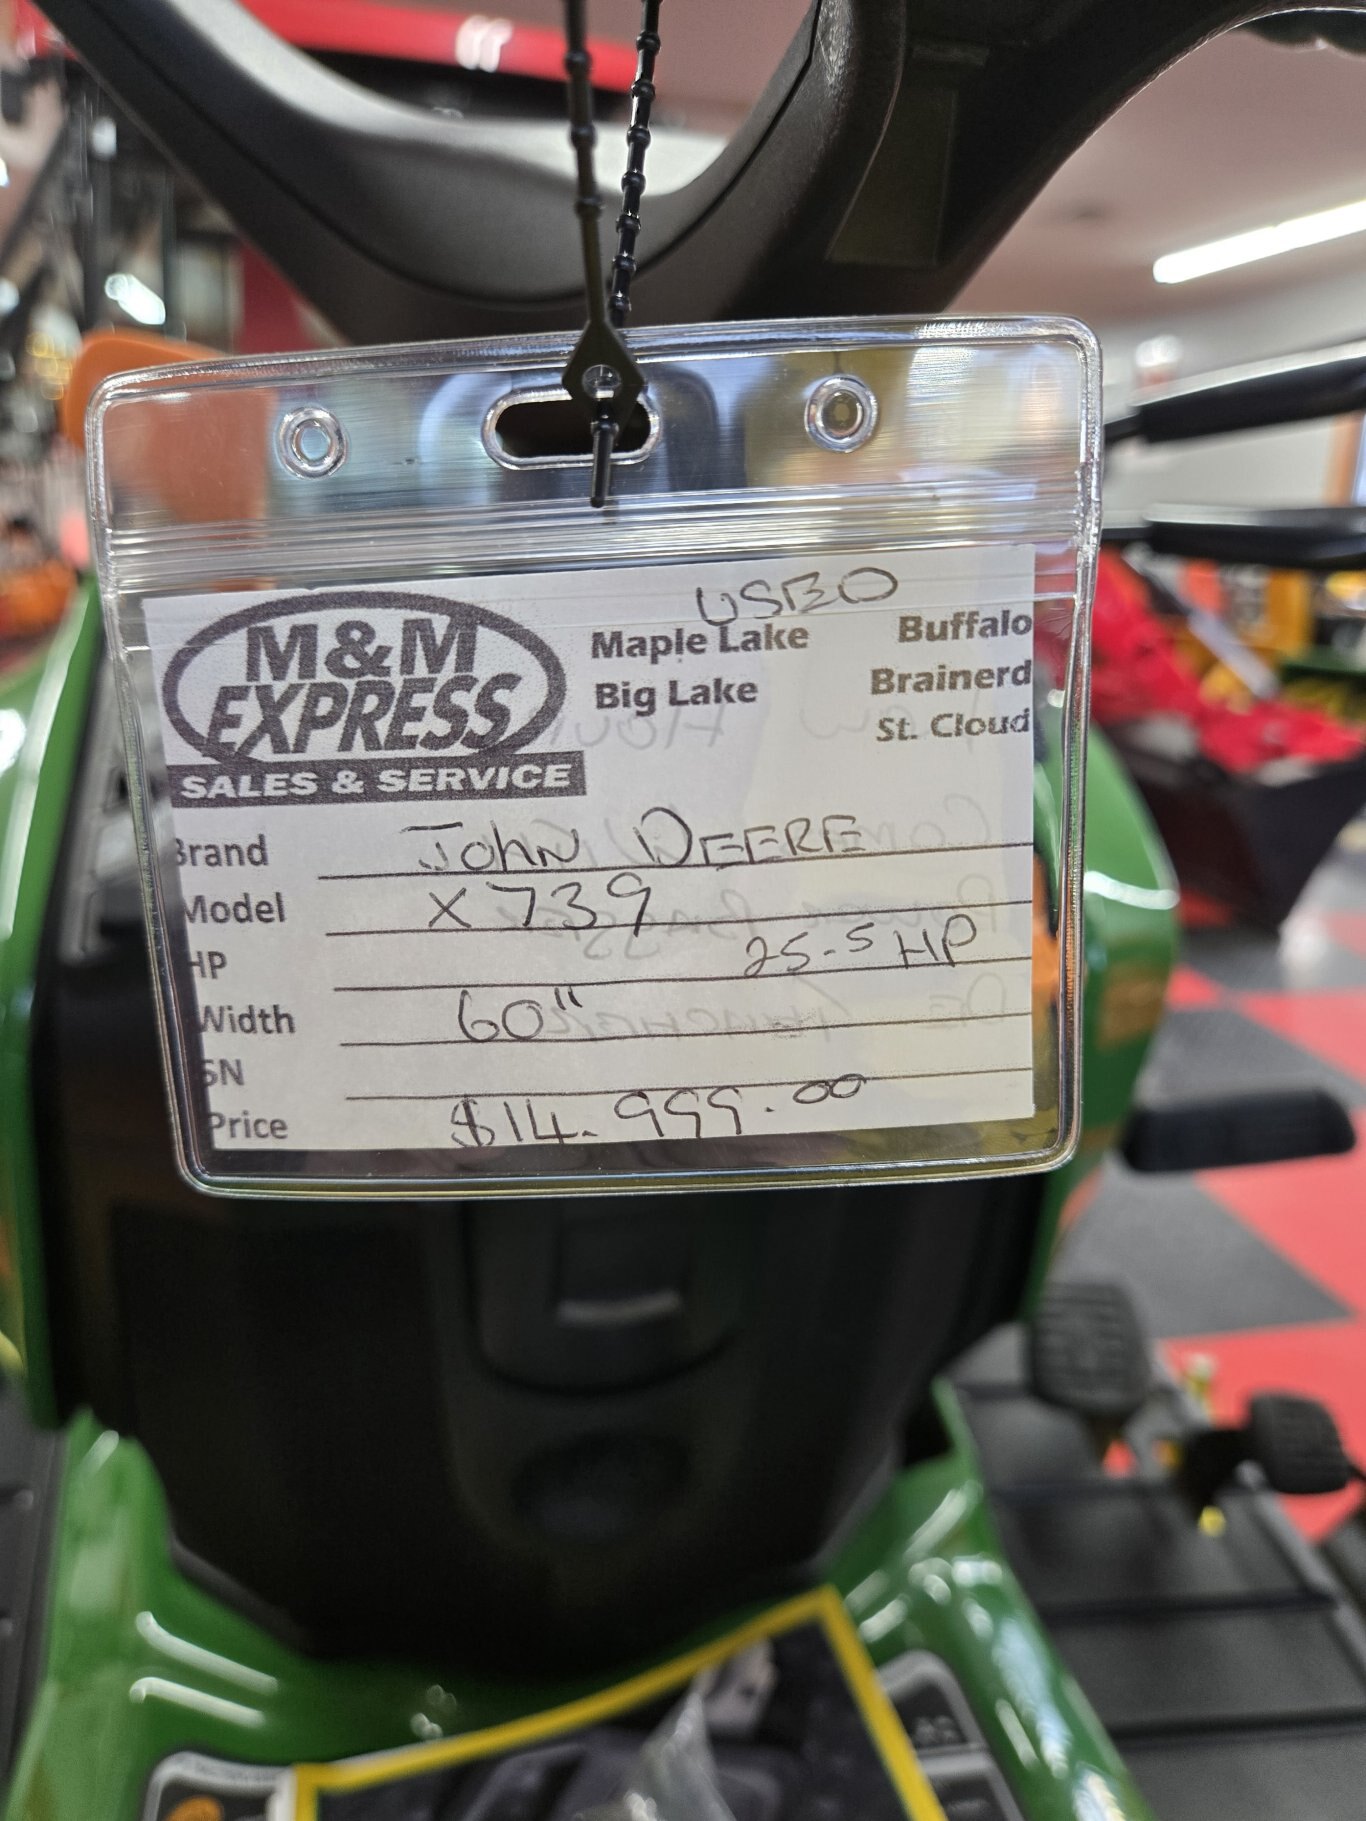 USED
M&M
EXPRESS
SALES & SERVICE
Maple Lake Buffalo
Big Lake Brainerd
St. Cloud
Brand JOHN DEERE
Model X739
HP 25.5 HP
Width 60"
SN
Price $14.999.00